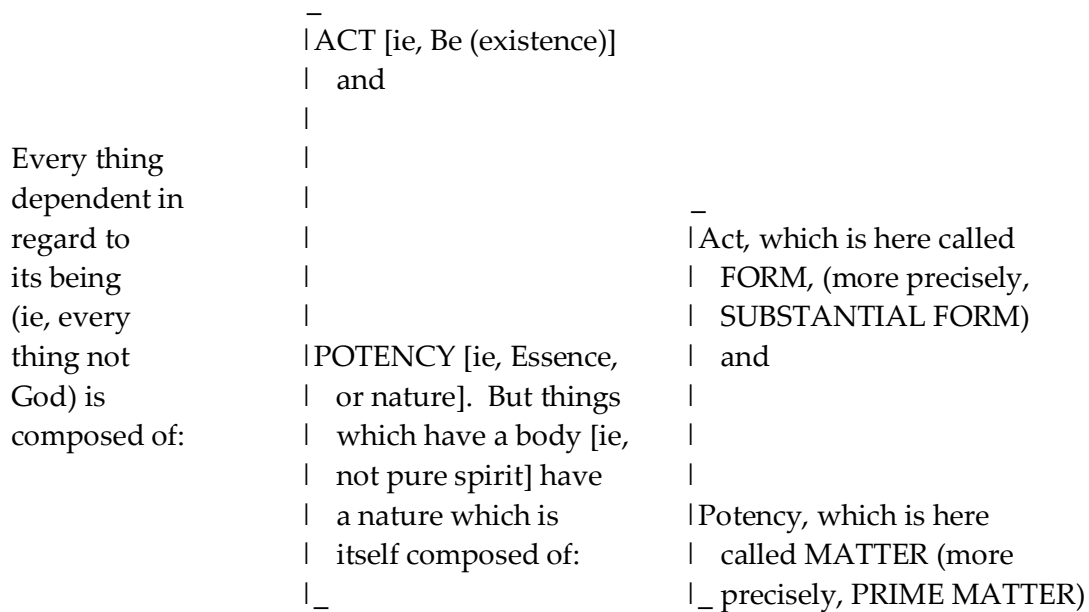 Every thing
dependent in
regard to
its being
(ie, every
thing not
God) is
composed of:
ACT [ie, Be (existence)]
and
POTENCY [ie, Essence,
or nature]. But things
which have a body [ie,
not pure spirit] have
a nature which is
itself composed of:
Act, which is here called
FORM, (more precisely,
SUBSTANTIAL FORM)
and
Potency, which is here
called MATTER (more
precisely, PRIME MATTER)